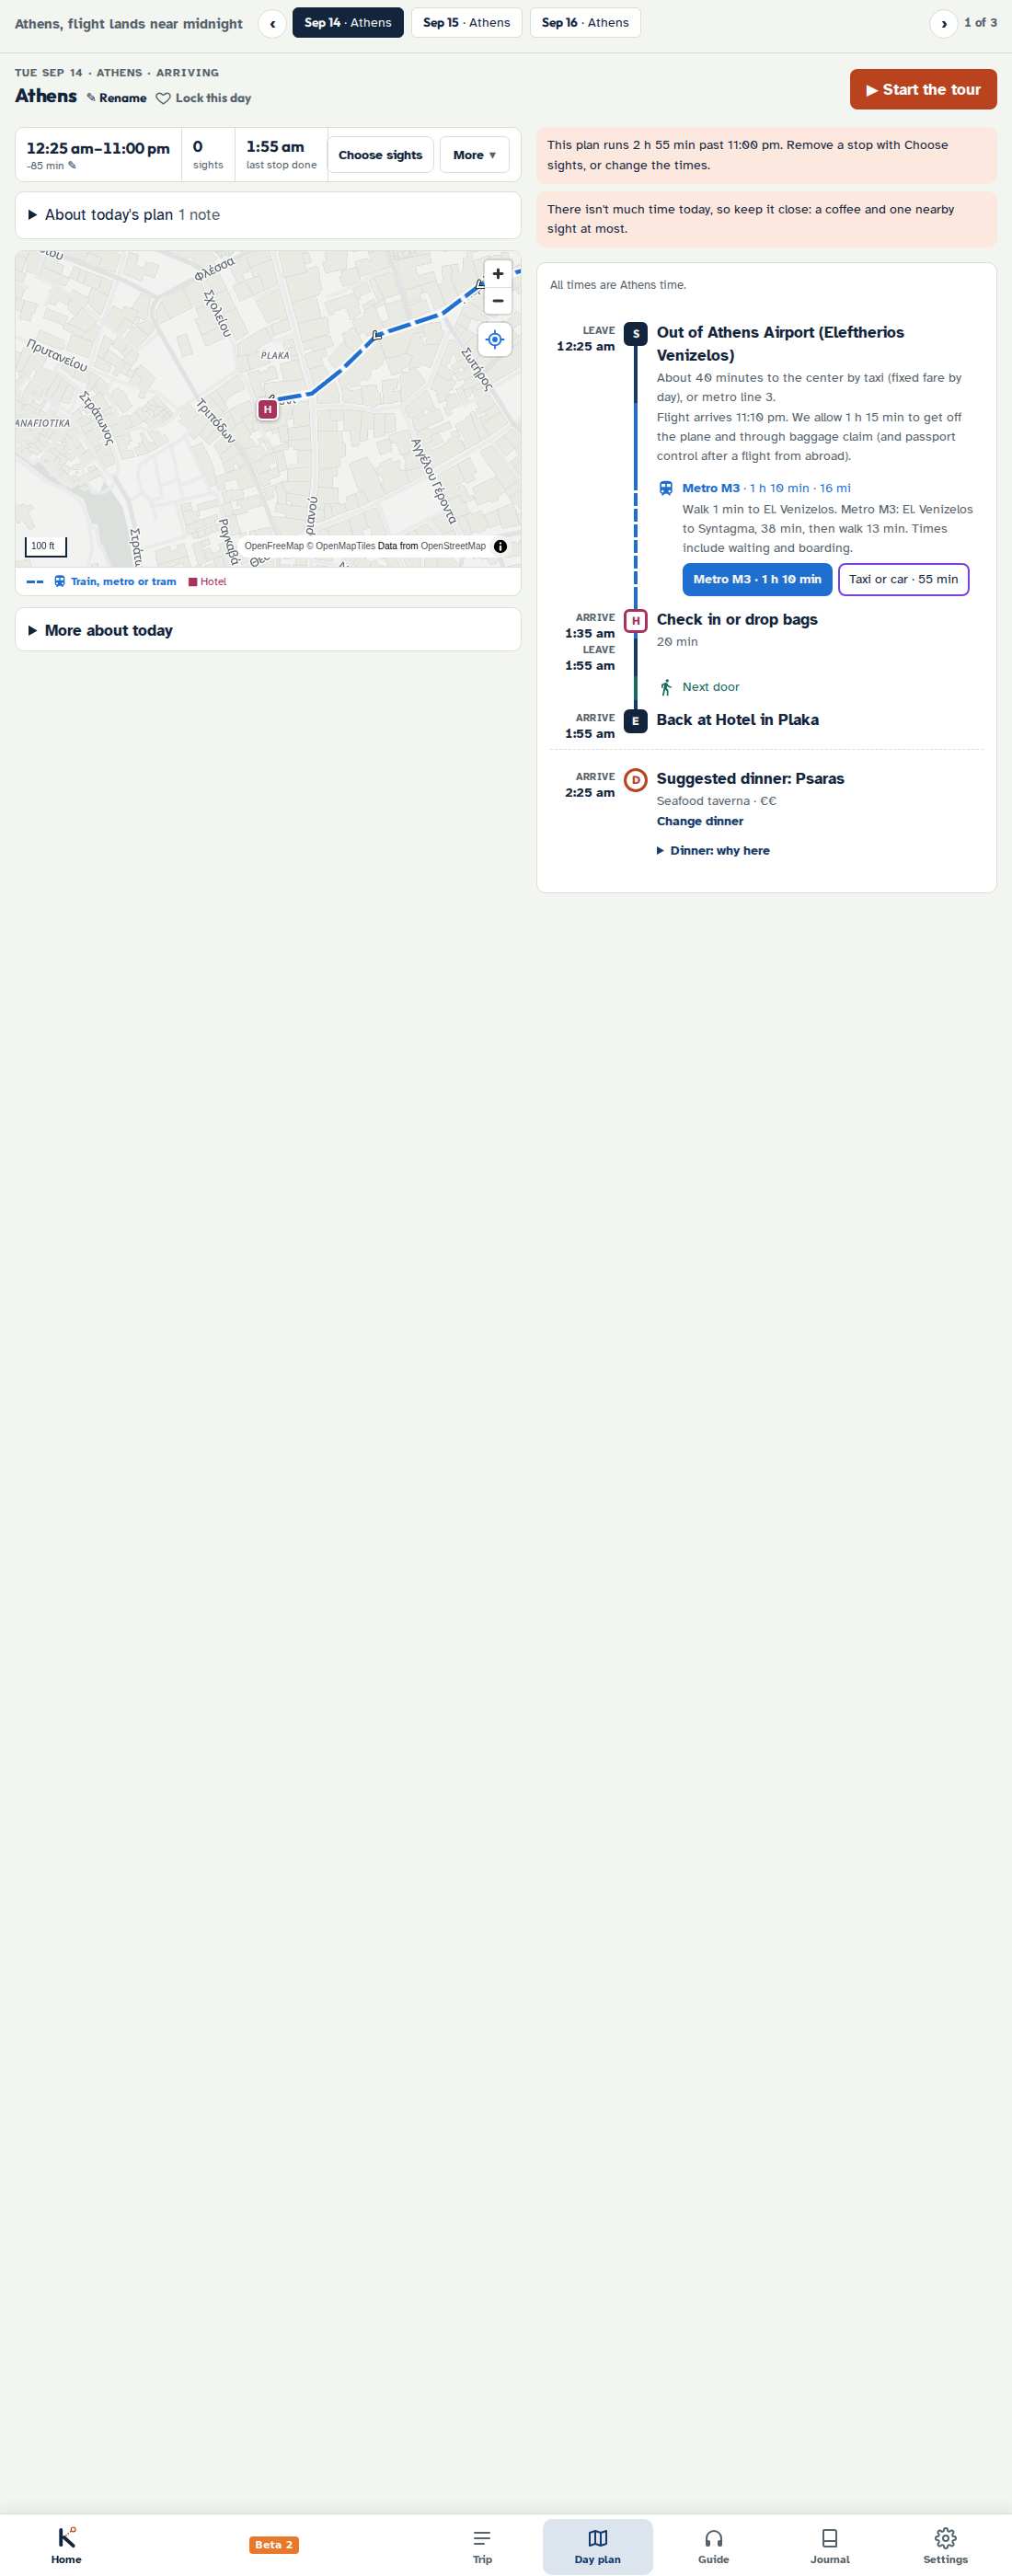 Athens, flight lands near midnight
‹
Sep 14 · Athens
Sep 15 · Athens
Sep 16 · Athens
›
1 of 3
TUE SEP 14 · ATHENS · ARRIVING
Athens
✎ Rename
Lock this day
▶ Start the tour
12:25 am–11:00 pm
-85 min ✎
0
sights
1:55 am
last stop done
Choose sights
More ▾
▶ About today's plan 1 note
Φλέσσα
Σχολείου
Πρυτανείου
PLAKA
Σωτήρος
Στράτωνος
Τριπόδων
ΑΝΑFIOTIKA
Αγγέλου Γέροντα
Ραγκαβά
+
−
H
100 ft
OpenFreeMap © OpenMapTiles Data from OpenStreetMap
Train, metro or tram
Hotel
▶ More about today
This plan runs 2 h 55 min past 11:00 pm. Remove a stop with Choose
sights, or change the times.
There isn't much time today, so keep it close: a coffee and one nearby
sight at most.
All times are Athens time.
LEAVE
12:25 am
S
Out of Athens Airport (Eleftherios
Venizelos)
About 40 minutes to the center by taxi (fixed fare by
day), or metro line 3.
Flight arrives 11:10 pm. We allow 1 h 15 min to get off
the plane and through baggage claim (and passport
control after a flight from abroad).
Metro M3 · 1 h 10 min · 16 mi
Walk 1 min to EL Venizelos. Metro M3: EL Venizelos
to Syntagma, 38 min, then walk 13 min. Times
include waiting and boarding.
Metro M3 · 1 h 10 min
Taxi or car · 55 min
ARRIVE
1:35 am
LEAVE
1:55 am
H
Check in or drop bags
20 min
Next door
ARRIVE
1:55 am
E
Back at Hotel in Plaka
ARRIVE
2:25 am
D
Suggested dinner: Psaras
Seafood taverna · €€
Change dinner
▶ Dinner: why here
Home
Beta 2
Trip
Day plan
Guide
Journal
Settings